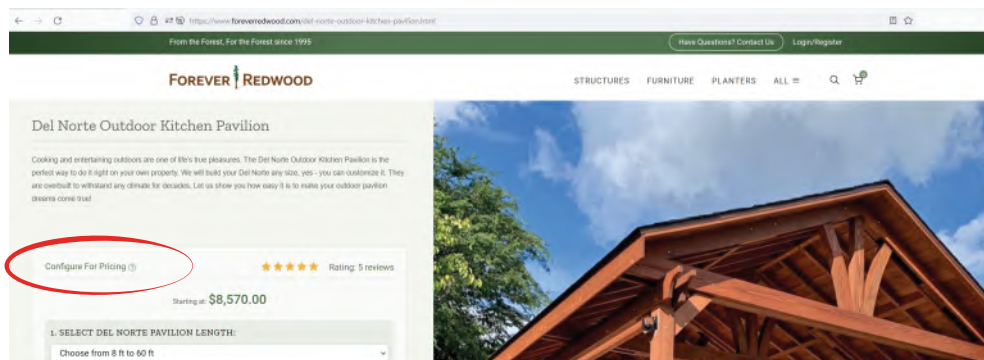 https://www.foreverredwood.com/del-norte-outdoor-kitchen-pavilion.html
From the Forest, For the Forest since 1995
Have Questions? Contact Us
Login/Register
FOREVER REDWOOD
STRUCTURES FURNITURE PLANTERS ALL
0
Del Norte Outdoor Kitchen Pavilion
Cooking and entertaining outdoors are one of life's true pleasures. The Del Norte Outdoor Kitchen Pavilion is the
perfect way to do it right on your own property. We will build your Del Norte any size, yes - you can customize it. They
are overbuilt to withstand any climate for decades. Let us show you how easy it is to make your outdoor pavilion
dreams come true!
Configure For Pricing ?
Rating: 5 reviews
Starting at: $8,570.00
1. SELECT DEL NORTE PAVILION LENGTH:
Choose from 8 ft to 60 ft